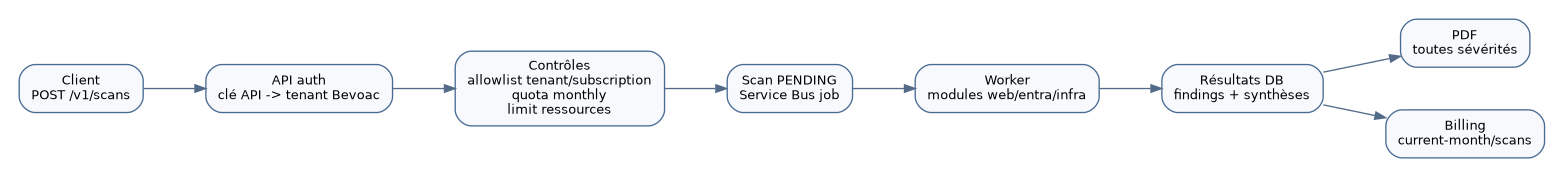 Client
POST /v1/scans
API auth
clé API -> tenant Bevoac
Contrôles
allowlist tenant/subscription
quota monthly
limit ressources
Scan PENDING
Service Bus job
Worker
modules web/entra/infra
Résultats DB
findings + synthèses
PDF
toutes sévérités
Billing
current-month/scans